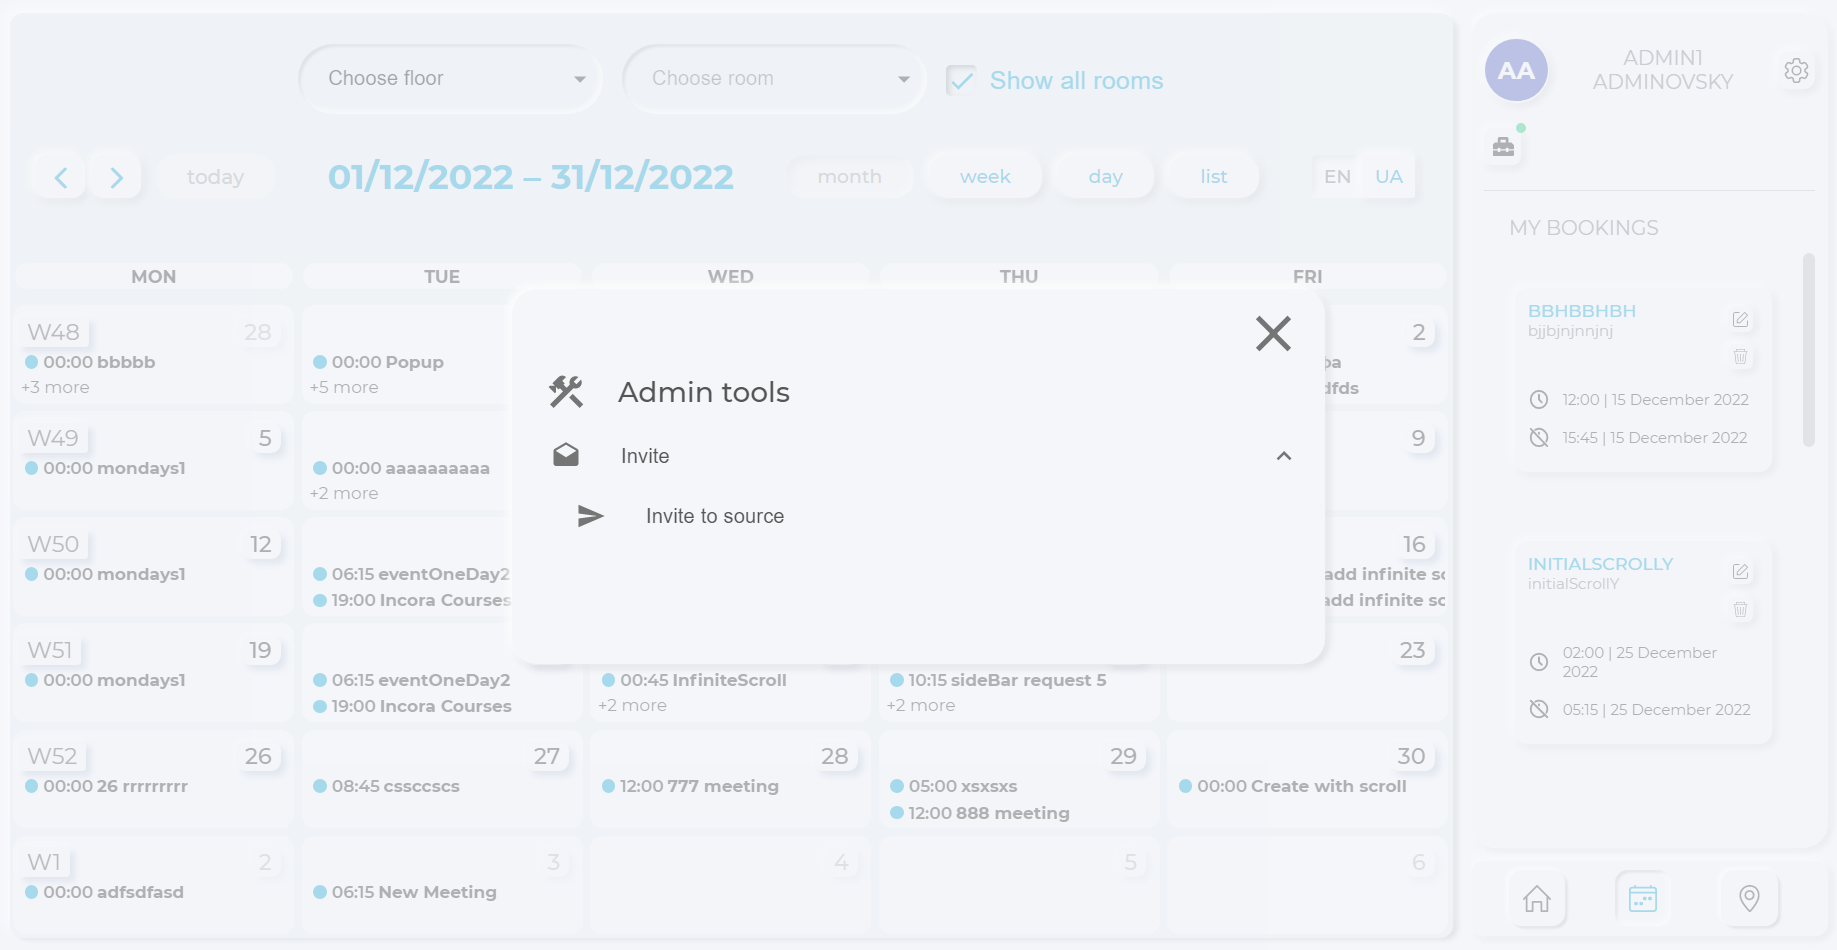 Choose floor
Choose room
Show all rooms
today
01/12/2022 – 31/12/2022
month
week
day
list
EN
UA
MON
TUE
WED
THU
FRI
W48
28
00:00 bbbbb
+3 more
00:00 Popup
+5 more
2
dfds
W49
5
00:00 mondays1
00:00 aaaaaaaaaa
+2 more
9
W50
12
00:00 mondays1
06:15 eventOneDay2
19:00 Incora Courses
16
add infinite sc
add infinite sc
W51
19
00:00 mondays1
06:15 eventOneDay2
19:00 Incora Courses
00:45 InfiniteScroll
+2 more
10:15 sideBar request 5
+2 more
23
W52
26
00:00 26 rrrrrrrrr
27
08:45 cssccscs
28
12:00 777 meeting
29
05:00 xsxsxs
12:00 888 meeting
30
00:00 Create with scroll
W1
2
00:00 adfsdfasd
3
06:15 New Meeting
4
5
6
Admin tools
Invite
Invite to source
AA
ADMIN1
ADMINOVSKY
MY BOOKINGS
BBHBBHBH
bjjbjnjnnjnj
12:00 | 15 December 2022
15:45 | 15 December 2022
INITIALSCROLLY
initialScrollY
02:00 | 25 December
2022
05:15 | 25 December 2022